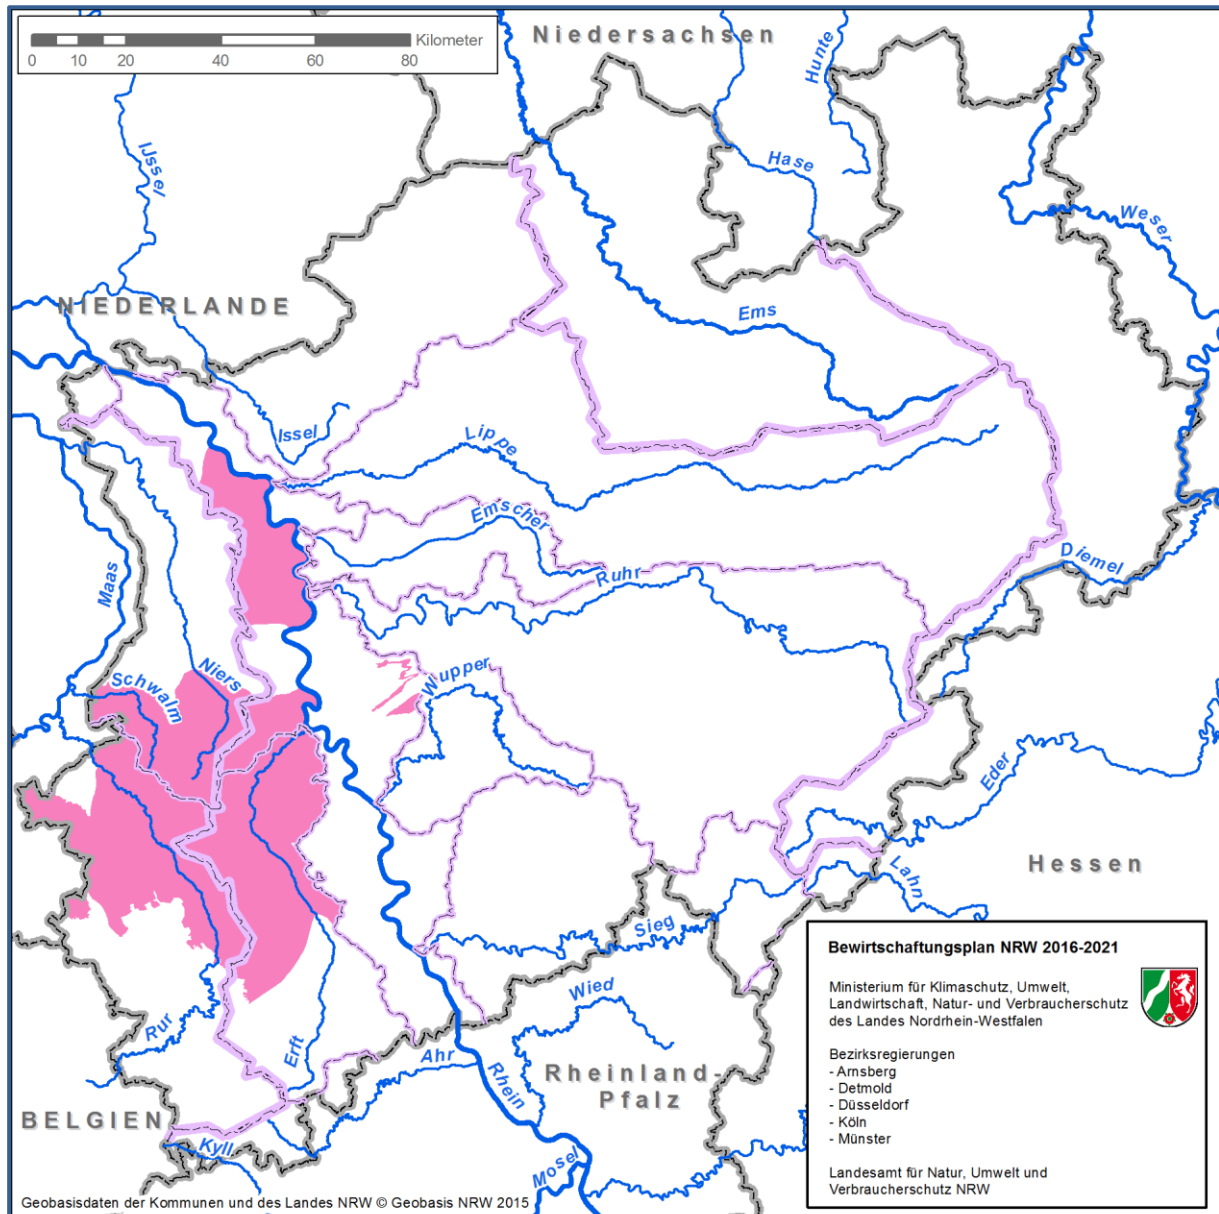 Kilometer
0 10 20 40 60 80
Niedersachsen
Hunte
IJssel
Hase
Weser
NIEDERLANDE
Ems
Issel
Lippe
Emscher
Maas
Ruhr
Diemel
Niers
Schwalm
Wupper
Eder
Hessen
Lahn
Sieg
Wied
Rur
Erft
Ahr
Rhein
Rheinland-
Pfalz
BELGIEN
Kyll
Mosel
Bewirtschaftungsplan NRW 2016-2021
Ministerium für Klimaschutz, Umwelt,
Landwirtschaft, Natur- und Verbraucherschutz
des Landes Nordrhein-Westfalen
Bezirksregierungen
- Arnsberg
- Detmold
- Düsseldorf
- Köln
- Münster
Landesamt für Natur, Umwelt und
Verbraucherschutz NRW
Geobasisdaten der Kommunen und des Landes NRW © Geobasis NRW 2015